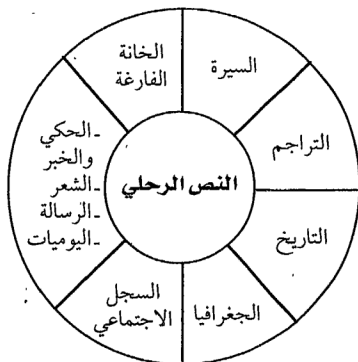 الخانة
الفارغة
السيرة
التراجم
التاريخ
الجغرافيا
السجل
الاجتماعي
-الحكي
والخبر
-الشعر
-الرسالة
-اليوميات
النص الرحلي